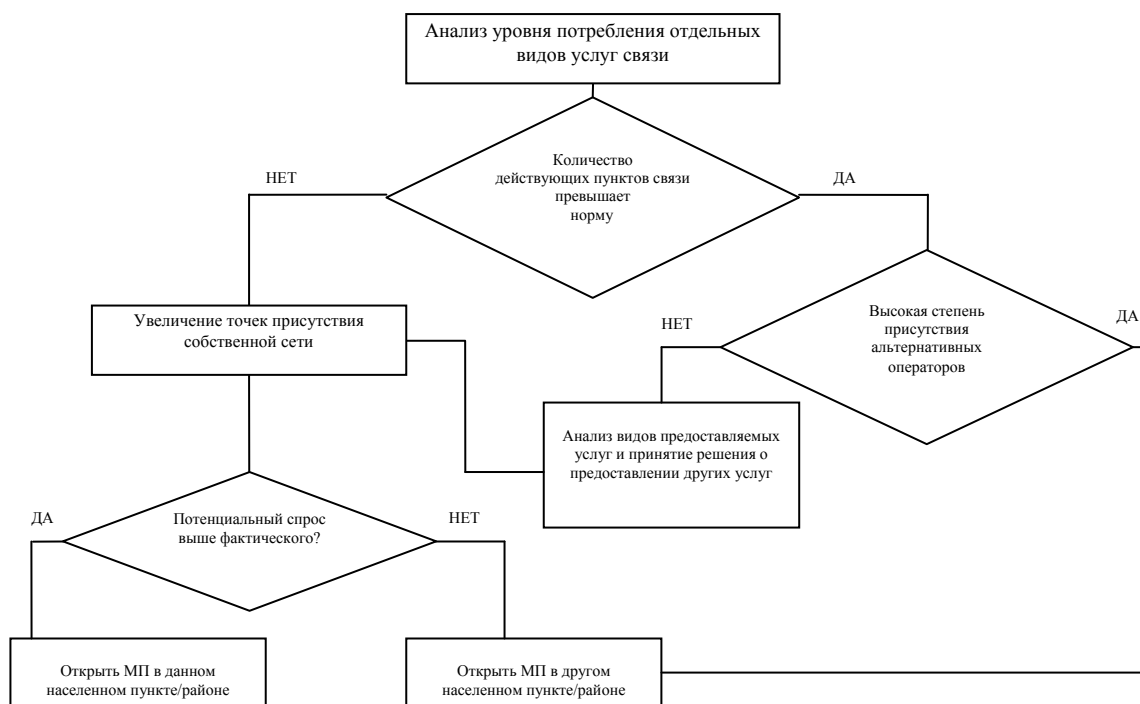 Анализ уровня потребления отдельных
видов услуг связи
Количество
действующих пунктов связи
превышает
норму
НЕТ
ДА
Увеличение точек присутствия
собственной сети
Высокая степень
присутствия
альтернативных
операторов
НЕТ
ДА
Анализ видов предоставляемых
услуг и принятие решения о
предоставлении других услуг
Потенциальный спрос
выше фактического?
ДА
НЕТ
Открыть МП в данном
населенном пункте/районе
Открыть МП в другом
населенном пункте/районе